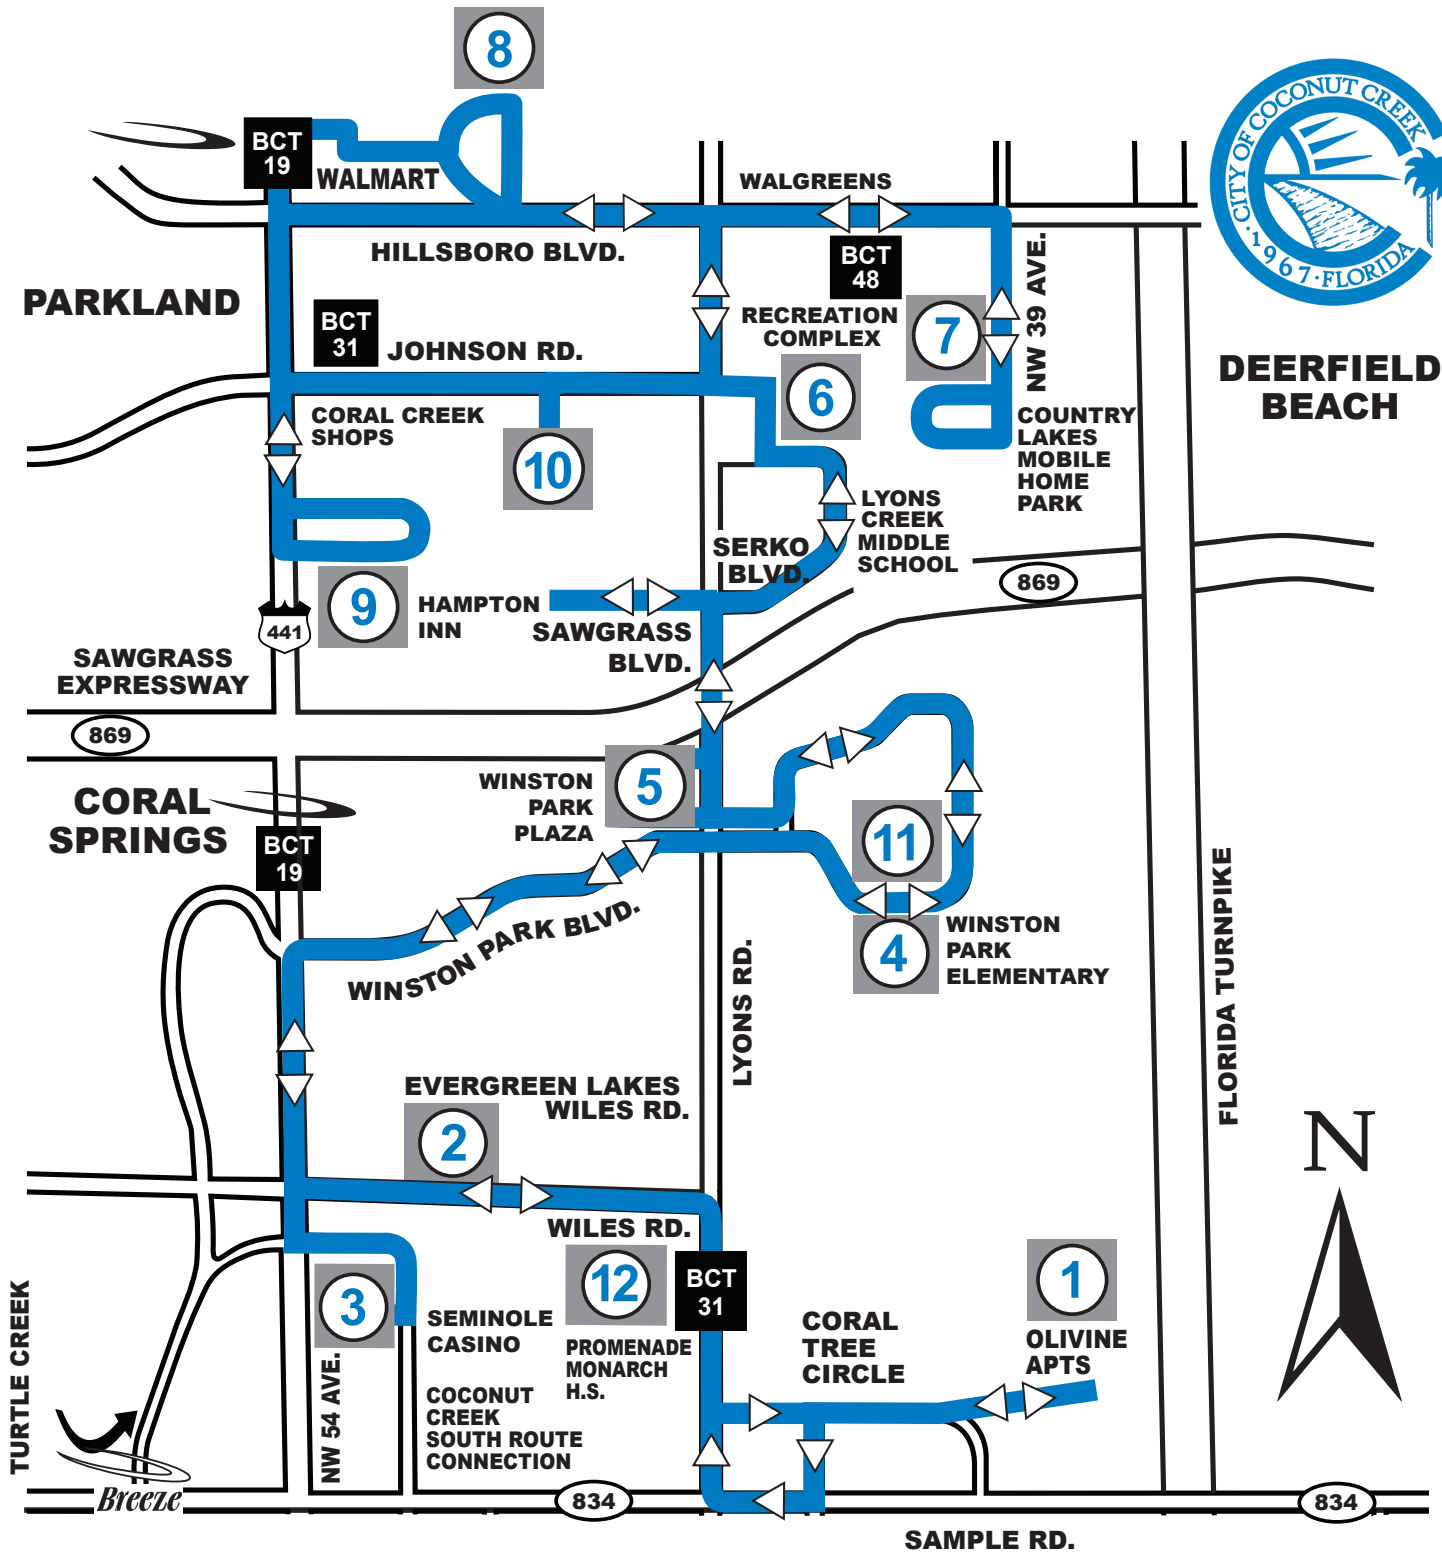 8
CITY OF COCONUT CREEK
· 1967 · FLORIDA
BCT
19
WALMART
WALGREENS
HILLSBORO BLVD.
BCT
48
NW 39 AVE.
PARKLAND
BCT
31
JOHNSON RD.
RECREATION
COMPLEX
7
6
DEERFIELD
BEACH
CORAL CREEK
SHOPS
COUNTRY
LAKES
MOBILE
HOME
PARK
10
LYONS
CREEK
MIDDLE
SCHOOL
SERKO
BLVD.
869
9
HAMPTON
INN
441
SAWGRASS
BLVD.
SAWGRASS
EXPRESSWAY
869
5
WINSTON
PARK
PLAZA
CORAL
SPRINGS
BCT
19
11
WINSTON PARK BLVD.
4
WINSTON
PARK
ELEMENTARY
LYONS RD.
FLORIDA TURNPIKE
EVERGREEN LAKES
WILES RD.
2
N
WILES RD.
12
BCT
31
1
3
SEMINOLE
CASINO
PROMENADE
MONARCH
H.S.
CORAL
TREE
CIRCLE
OLIVINE
APTS
TURTLE CREEK
NW 54 AVE.
COCONUT
CREEK
SOUTH ROUTE
CONNECTION
Breeze
834
834
SAMPLE RD.